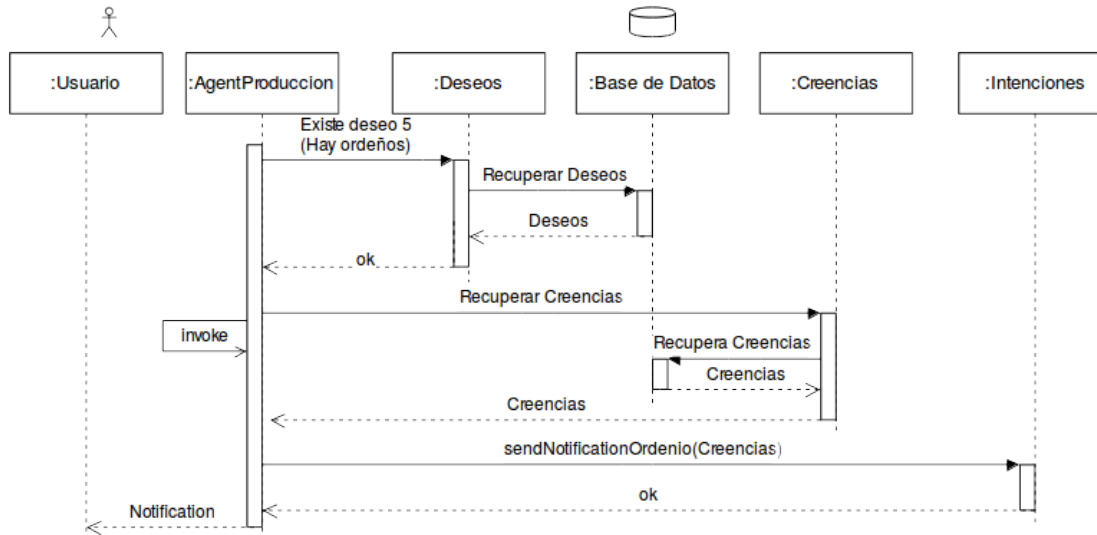 :Usuario
:AgentProduccion
:Deseos
:Base de Datos
:Creencias
:Intenciones
Existe deseo 5
(Hay ordeños)
Recuperar Deseos
Deseos
ok
Recuperar Creencias
invoke
Recupera Creencias
Creencias
Creencias
sendNotificationOrdenio(Creencias)
ok
Notification